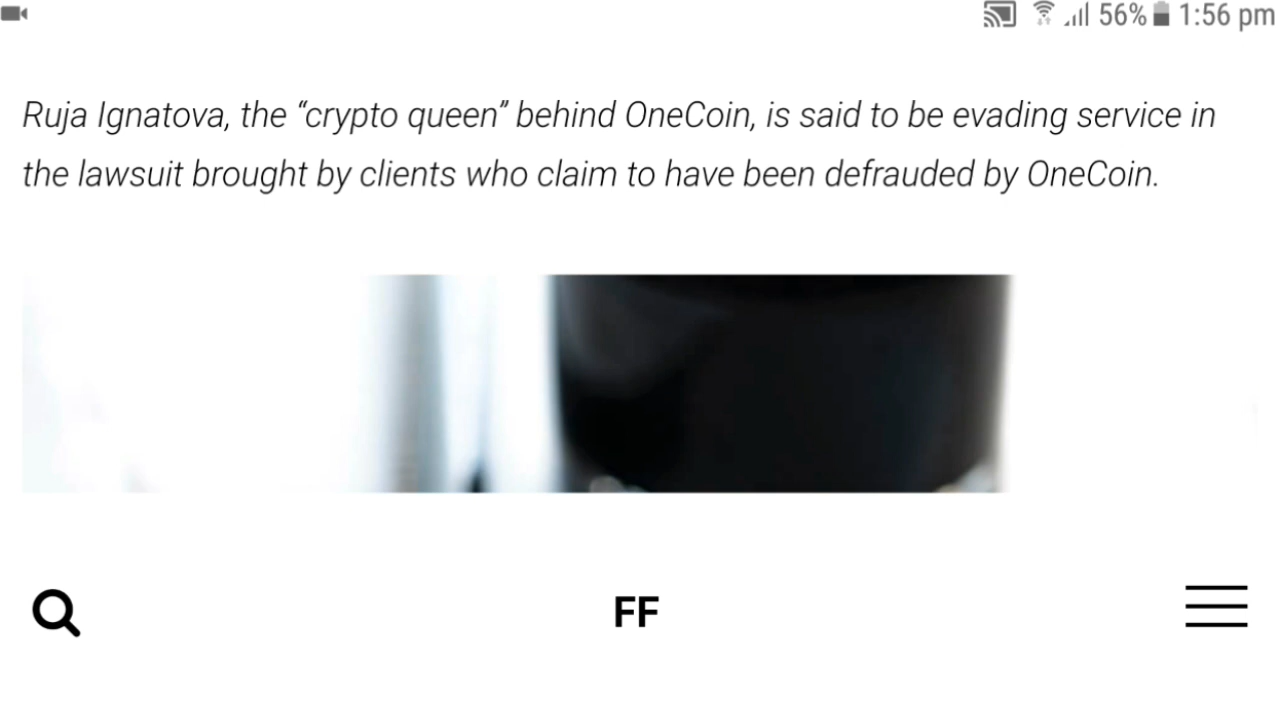 56% 1:56 pm
Ruja Ignatova, the “crypto queen” behind OneCoin, is said to be evading service in
the lawsuit brought by clients who claim to have been defrauded by OneCoin.
FF